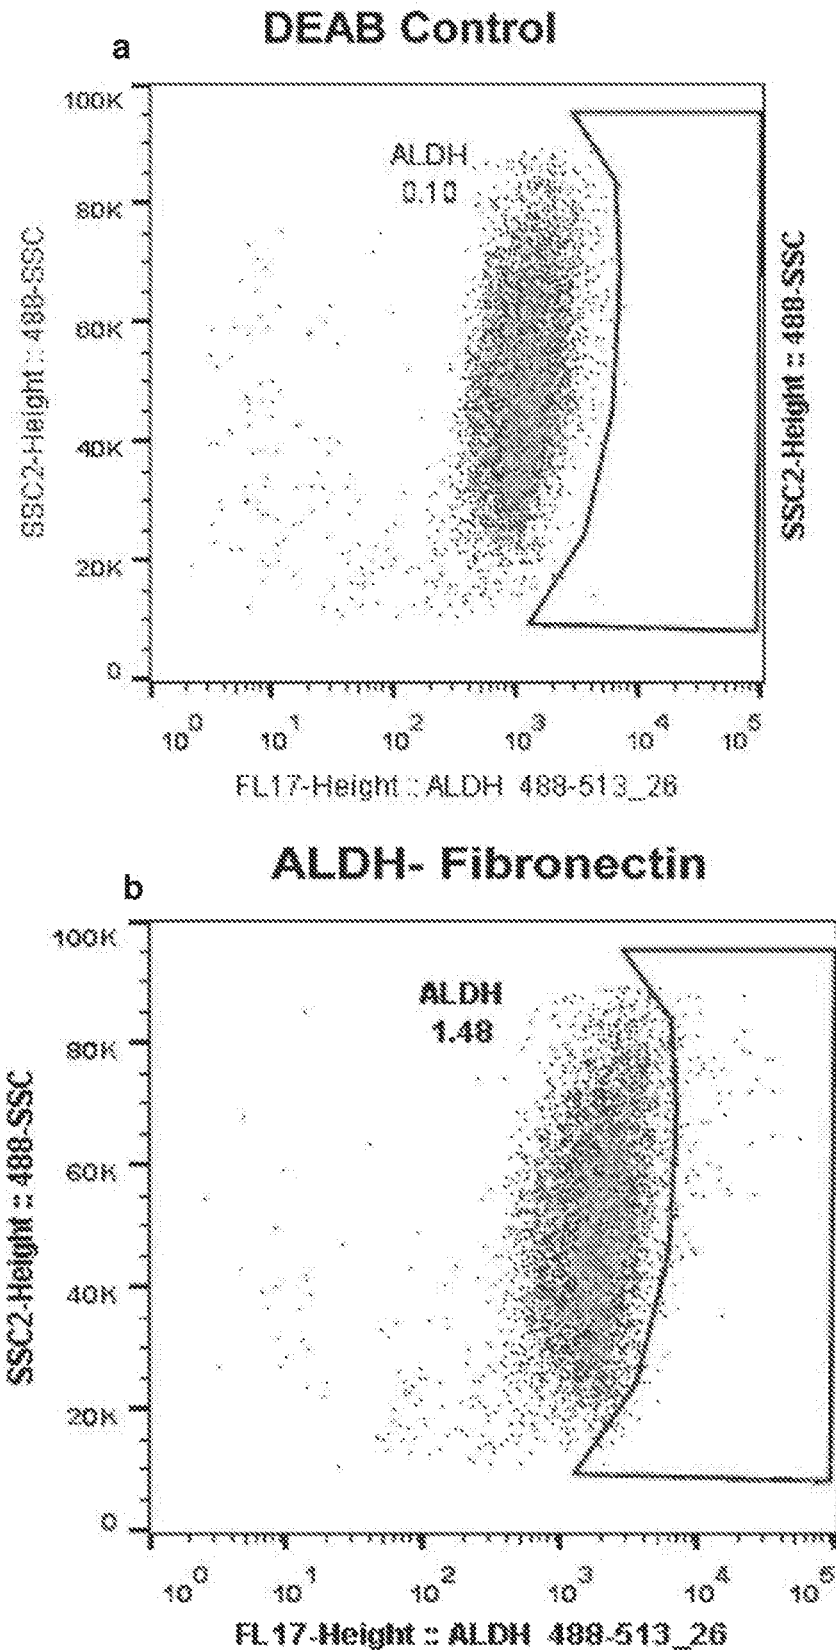 a
DEAB Control
100K
80K
60K
40K
20K
0
ALDH
0.10
SSC2-Height :: 488-SSC
SSC2-Height :: 488-SSC
10^0 10^1 10^2 10^3 10^4 10^5
FL17-Height :: ALDH 488-513_26
b
ALDH- Fibronectin
100K
80K
60K
40K
20K
0
ALDH
1.48
SSC2-Height :: 488-SSC
10^0 10^1 10^2 10^3 10^4 10^5
FL17-Height :: ALDH 488-513_26